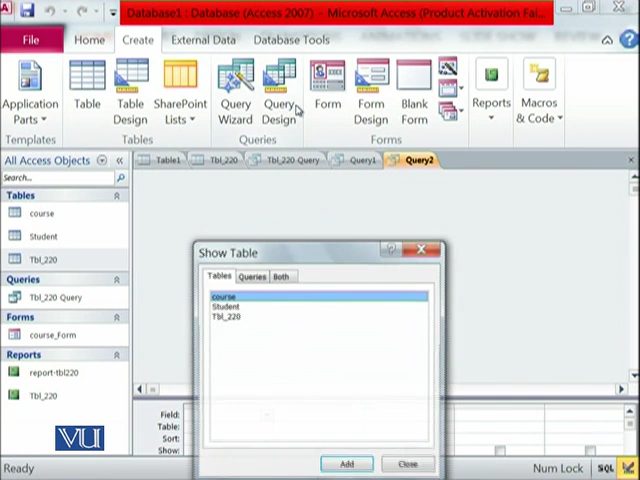 Database1 : Database (Access 2007) - Microsoft Access (Product Activation Fai...
File Home Create External Data Database Tools
Application Parts
Table
Table Design
SharePoint Lists
Query Wizard
Query Design
Form
Form Design
Blank Form
Reports
Macros & Code
Templates Tables Queries Forms
All Access Objects
Table1 Tbl_220 Tbl_220 Query Query1 Query2
Search...
Tables
course
Student
Tbl_220
Queries
Tbl_220 Query
Forms
course_Form
Reports
report-tbl220
Tbl_220
Show Table
Tables Queries Both
course
Student
Tbl_220
Add Close
Field:
Table:
Sort:
Show:
VU
Ready Num Lock SQL